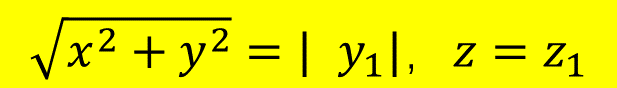 √(x² + y²) = | y₁|, z = z₁